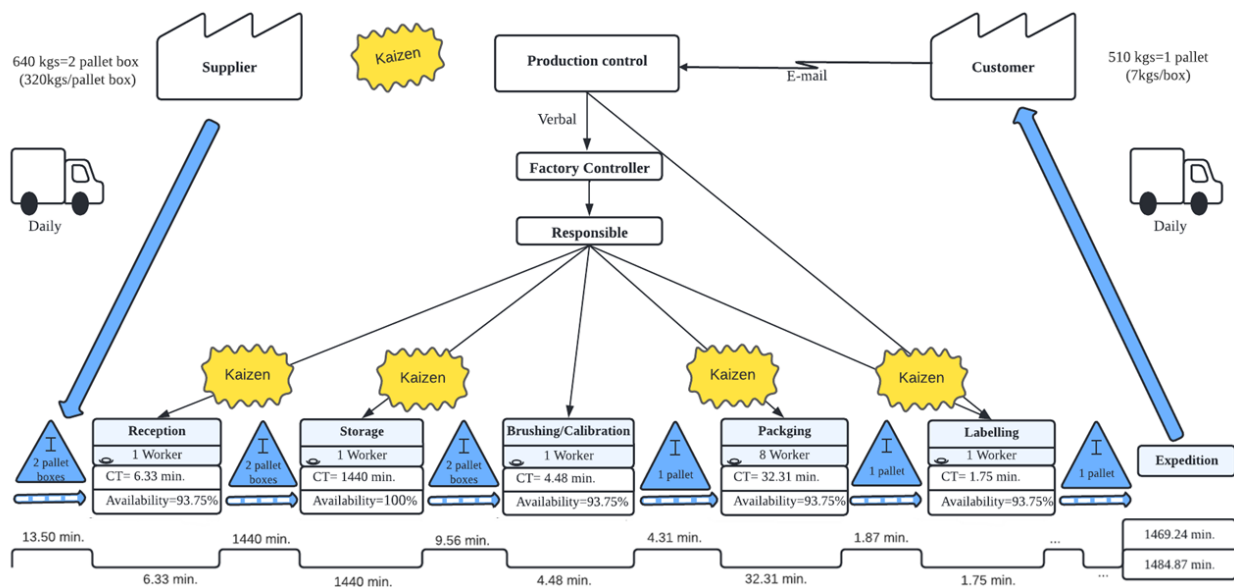 640 kgs=2 pallet box
(320kgs/pallet box)
Supplier
Kaizen
Production control
E-mail
Customer
510 kgs=1 pallet
(7kgs/box)
Verbal
Daily
Factory Controller
Daily
Responsible
Kaizen
Kaizen
Kaizen
Kaizen
I
2 pallet
boxes
Reception
1 Worker
CT= 6.33 min.
Availability=93.75%
I
2 pallet
boxes
Storage
1 Worker
CT= 1440 min.
Availability=100%
I
2 pallet
boxes
Brushing/Calibration
1 Worker
CT= 4.48 min.
Availability=93.75%
I
1 pallet
Packging
8 Worker
CT= 32.31 min.
Availability=93.75%
I
1 pallet
Labelling
1 Worker
CT= 1.75 min.
Availability=93.75%
I
1 pallet
Expedition
13.50 min.
1440 min.
9.56 min.
4.31 min.
1.87 min.
...
1469.24 min.
6.33 min.
1440 min.
4.48 min.
32.31 min.
1.75 min.
...
1484.87 min.